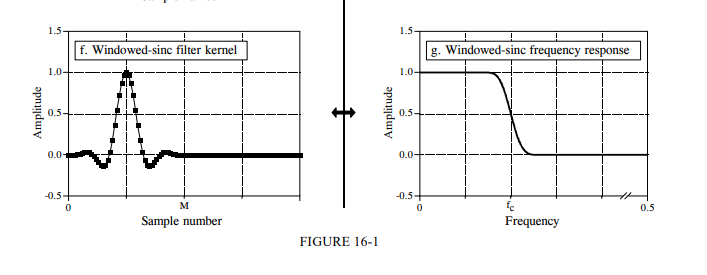 f. Windowed-sinc filter kernel
1.5
1.0
0.5
0.0
-0.5
Amplitude
0
M
Sample number
g. Windowed-sinc frequency response
1.5
1.0
0.5
0.0
-0.5
Amplitude
0
fc
0.5
Frequency
FIGURE 16-1